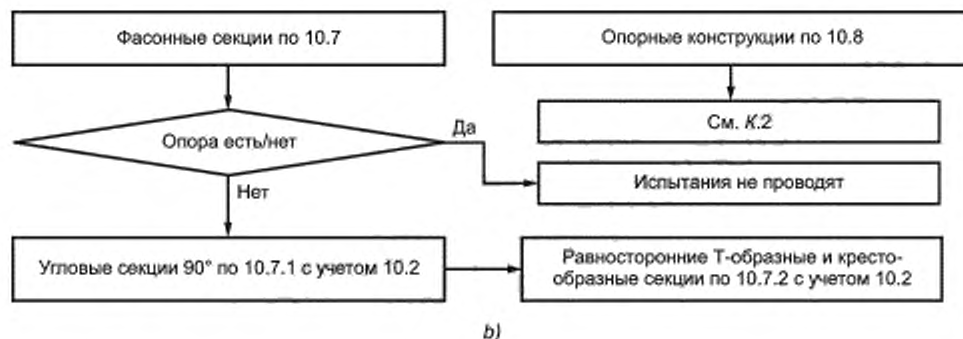 Фасонные секции по 10.7
Опорные конструкции по 10.8
См. К.2
Опора есть/нет
Да
Испытания не проводят
Нет
Угловые секции 90° по 10.7.1 с учетом 10.2
Равносторонние Т-образные и кресто-
образные секции по 10.7.2 с учетом 10.2
b)